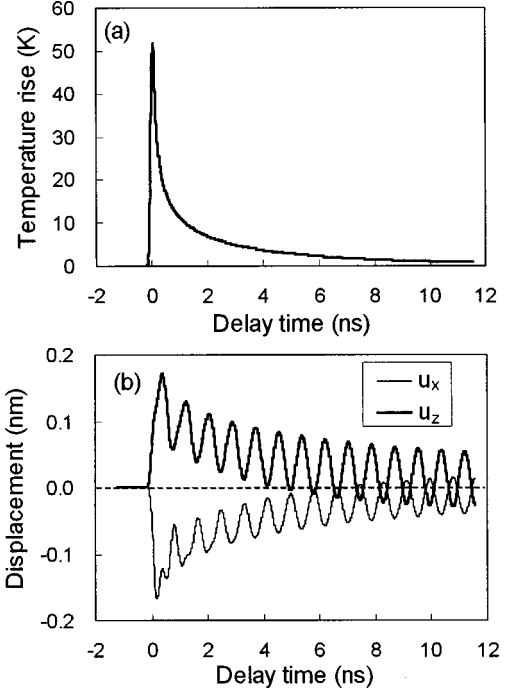 (a)
Temperature rise (K)
60
50
40
30
20
10
0
-2 0 2 4 6 8 10 12
Delay time (ns)
(b)
Displacement (nm)
0.2
0.1
0.0
-0.1
-0.2
u_x
u_z
-2 0 2 4 6 8 10 12
Delay time (ns)